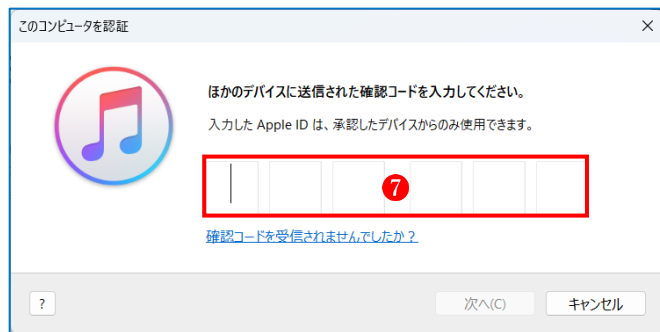 このコンピュータを認証
ほかのデバイスに送信された確認コードを入力してください。
入力した Apple ID は、承認したデバイスからのみ使用できます。
7
確認コードを受信されませんでしたか？
?
次へ(C)
キャンセル